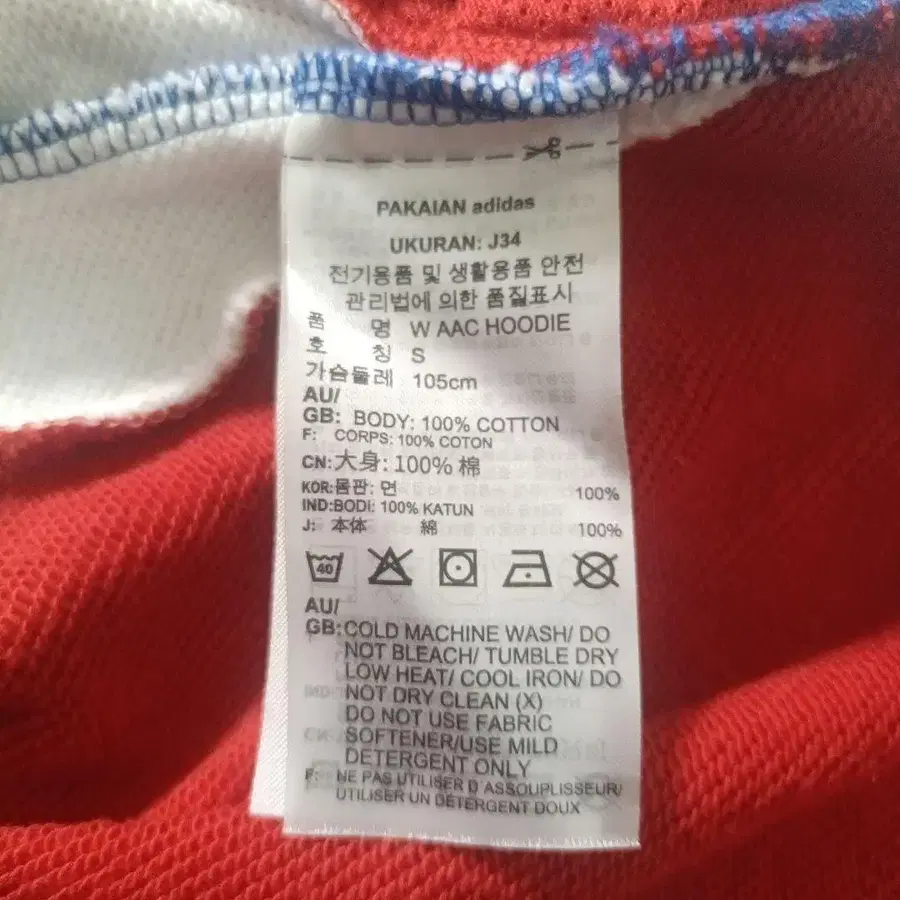 PAKAIAN adidas
UKURAN: J34
전기용품 및 생활용품 안전
관리법에 의한 품질표시
품 명 W AAC HOODIE
호 칭 S
가슴둘레 105cm
AU/
GB: BODY: 100% COTTON
F: CORPS: 100% COTON
CN:大身: 100% 棉
KOR:몸판: 면 100%
IND:BODI: 100% KATUN
J: 本体 綿 100%
40
AU/
GB:COLD MACHINE WASH/ DO
NOT BLEACH/ TUMBLE DRY
LOW HEAT/ COOL IRON/ DO
NOT DRY CLEAN (X)
DO NOT USE FABRIC
SOFTENER/USE MILD
DETERGENT ONLY
F: NE PAS UTILISER D'ASSOUPLISSEUR/
UTILISER UN DÉTERGENT DOUX